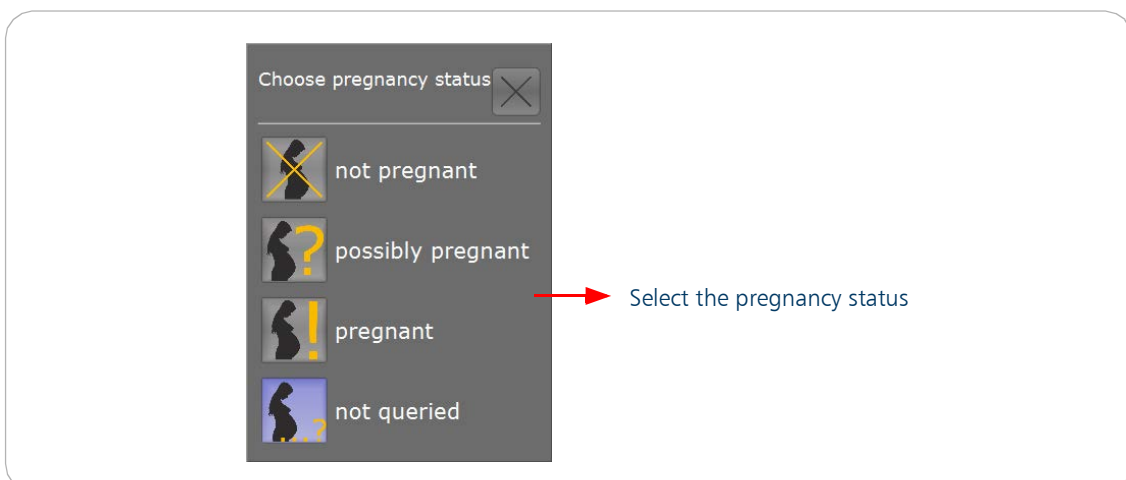 Choose pregnancy status
not pregnant
possibly pregnant
Select the pregnancy status
pregnant
not queried